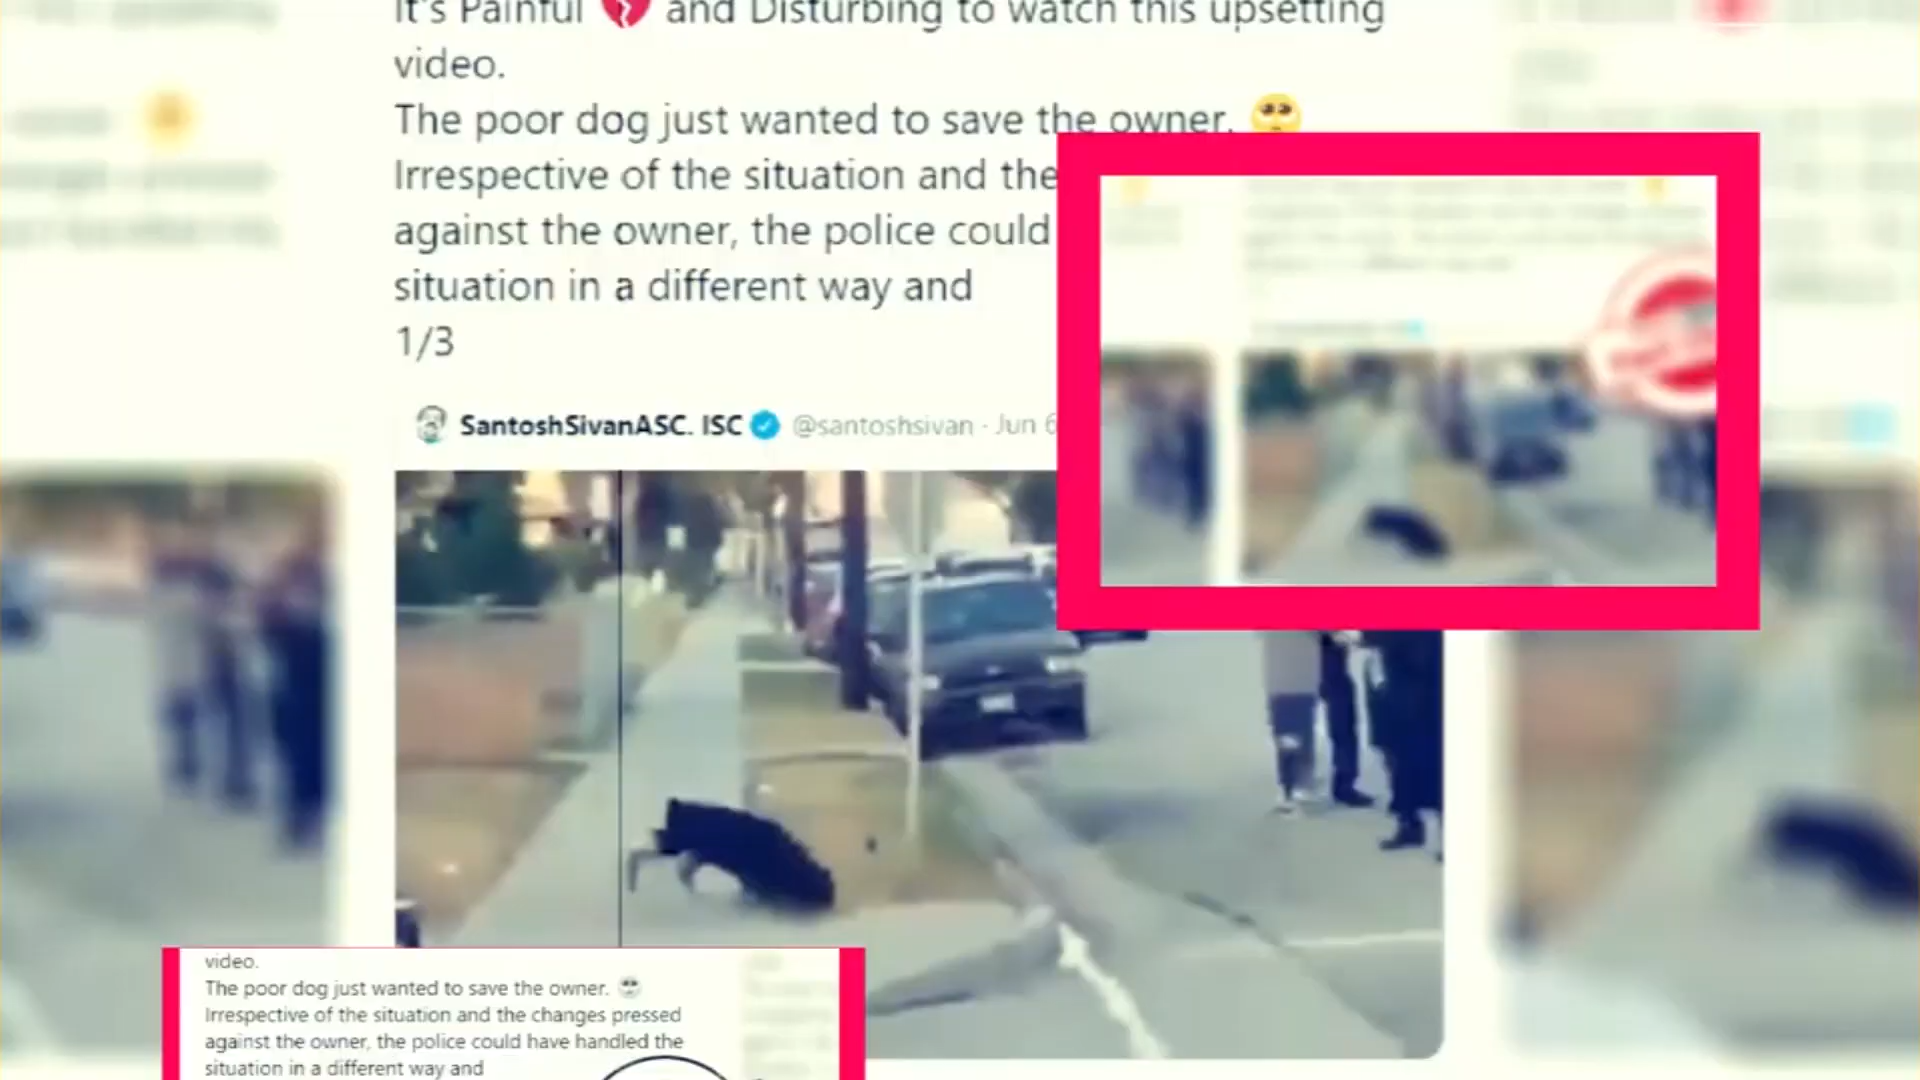 It's Painful 💔 and Disturbing to watch this upsetting
video.
The poor dog just wanted to save the owner. 🥺
Irrespective of the situation and the
against the owner, the police could
situation in a different way and
1/3
SantoshSivanASC. ISC @santoshsivan · Jun 6
video.
The poor dog just wanted to save the owner. 🥺
Irrespective of the situation and the changes pressed
against the owner, the police could have handled the
situation in a different way and